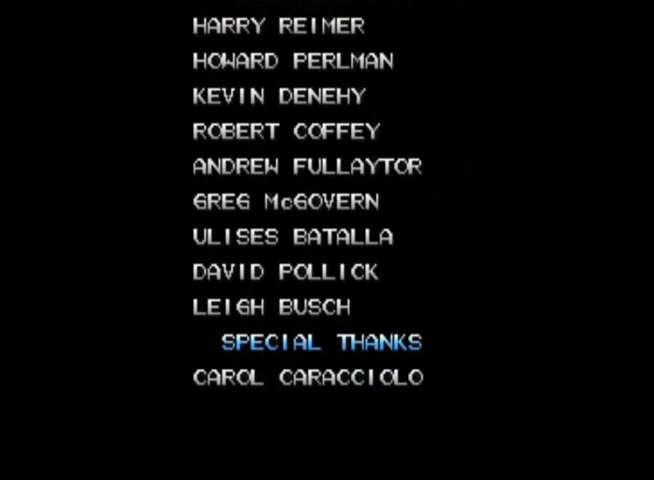 HARRY REIMER
HOWARD PERLMAN
KEVIN DENEHY
ROBERT COFFEY
ANDREW FULLAYTOR
GREG McGOVERN
ULISES BATALLA
DAVID POLLICK
LEIGH BUSCH
SPECIAL THANKS
CAROL CARACCIOLO